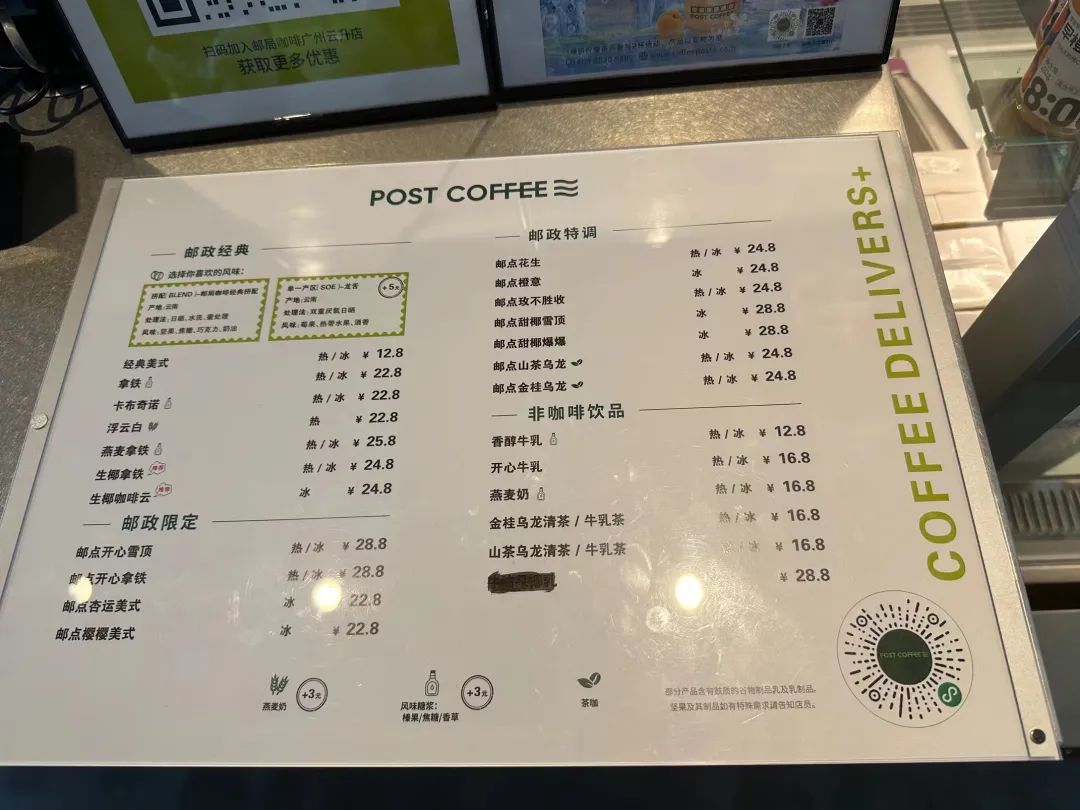 扫码加入邮局咖啡广州云升店
获取更多优惠
POST COFFEE
邮政经典
选择你喜欢的风味:
拼配( BLEND )–邮局咖啡经典拼配
产地:云南
处理法: 日晒、水洗、蜜处理
风味: 坚果、焦糖、巧克力、奶油
单一产区( SOE )–龙舌
+5元
产地:云南
处理法: 双重厌氧日晒
风味: 莓果、热带水果、酒香
经典美式 热 / 冰 ¥ 12.8
拿铁 热 / 冰 ¥ 22.8
卡布奇诺 热 / 冰 ¥ 22.8
浮云白 热 ¥ 22.8
燕麦拿铁 热 / 冰 ¥ 25.8
生椰拿铁 推荐 热 / 冰 ¥ 24.8
生椰咖啡云 推荐 冰 ¥ 24.8
邮政限定
邮点开心雪顶 热 / 冰 ¥ 28.8
邮点开心拿铁 热 / 冰 ¥ 28.8
邮点杏运美式 冰 22.8
邮点樱樱美式 冰 ¥ 22.8
邮政特调
邮点花生 热 / 冰 ¥ 24.8
邮点橙意 冰 ¥ 24.8
邮点玫不胜收 热 / 冰 ¥ 24.8
邮点甜椰雪顶 冰 ¥ 28.8
邮点甜椰爆爆 冰 ¥ 28.8
邮点山茶乌龙 热 / 冰 ¥ 24.8
邮点金桂乌龙 热 / 冰 ¥ 24.8
非咖啡饮品
香醇牛乳 热 / 冰 ¥ 12.8
开心牛乳 热 / 冰 ¥ 16.8
燕麦奶 热 / 冰 ¥ 16.8
金桂乌龙清茶 / 牛乳茶 热 / 冰 ¥ 16.8
山茶乌龙清茶 / 牛乳茶 热 / 冰 ¥ 16.8
¥ 28.8
燕麦奶 +3元
风味糖浆:
榛果/焦糖/香草
+3元
茶咖
部分产品含有麸质的谷物制品乳及乳制品。
坚果及其制品如有特殊需求請告知店员。
POST COFFEE
COFFEE DELIVERS+